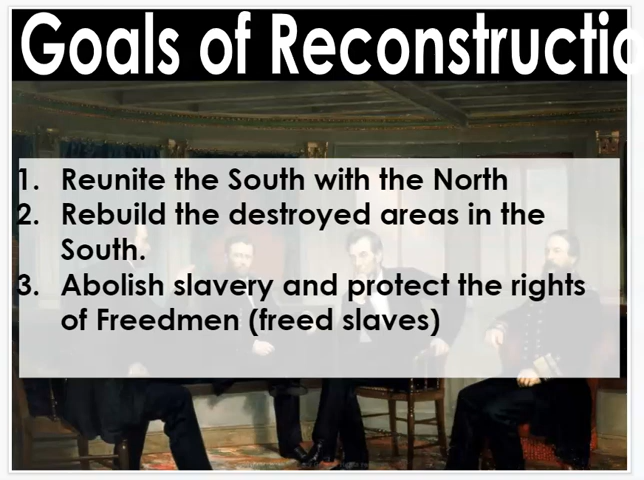 Goals of Reconstructio
1. Reunite the South with the North
2. Rebuild the destroyed areas in the
South.
3. Abolish slavery and protect the rights
of Freedmen (freed slaves)